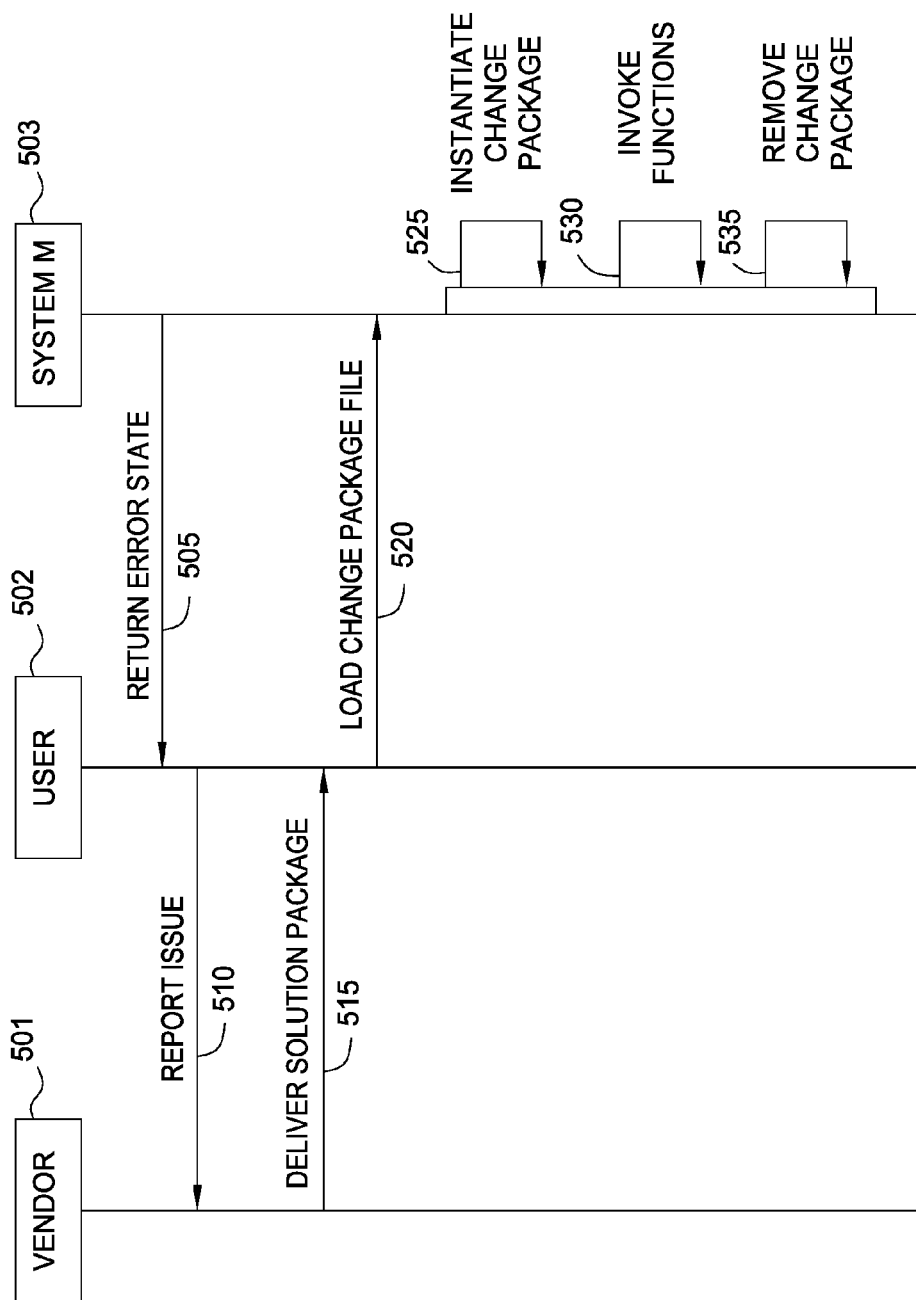 501
502
503
VENDOR
USER
SYSTEM M
RETURN ERROR STATE
505
REPORT ISSUE
510
DELIVER SOLUTION PACKAGE
515
LOAD CHANGE PACKAGE FILE
520
525
INSTANTIATE
CHANGE
PACKAGE
530
INVOKE
FUNCTIONS
535
REMOVE
CHANGE
PACKAGE